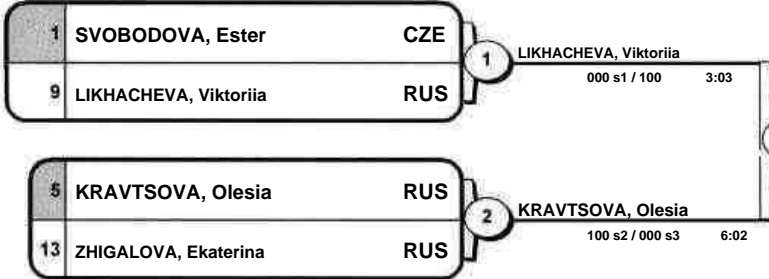 1 SVOBODOVA, Ester CZE
9 LIKHACHEVA, Viktoriia RUS
1
LIKHACHEVA, Viktoriia
000 s1 / 100 3:03
5 KRAVTSOVA, Olesia RUS
13 ZHIGALOVA, Ekaterina RUS
2
KRAVTSOVA, Olesia
100 s2 / 000 s3 6:02